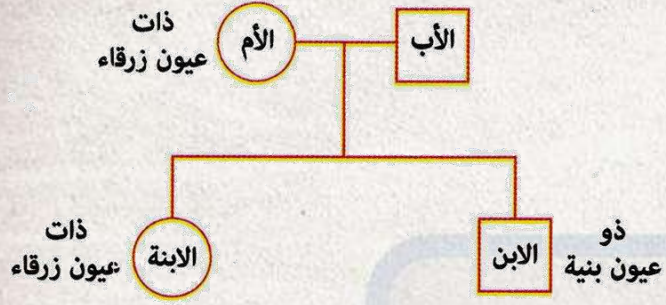 الأب
الأم
ذات
عيون زرقاء
ذو
عيون بنية
الابن
الابنة
ذات
عيون زرقاء